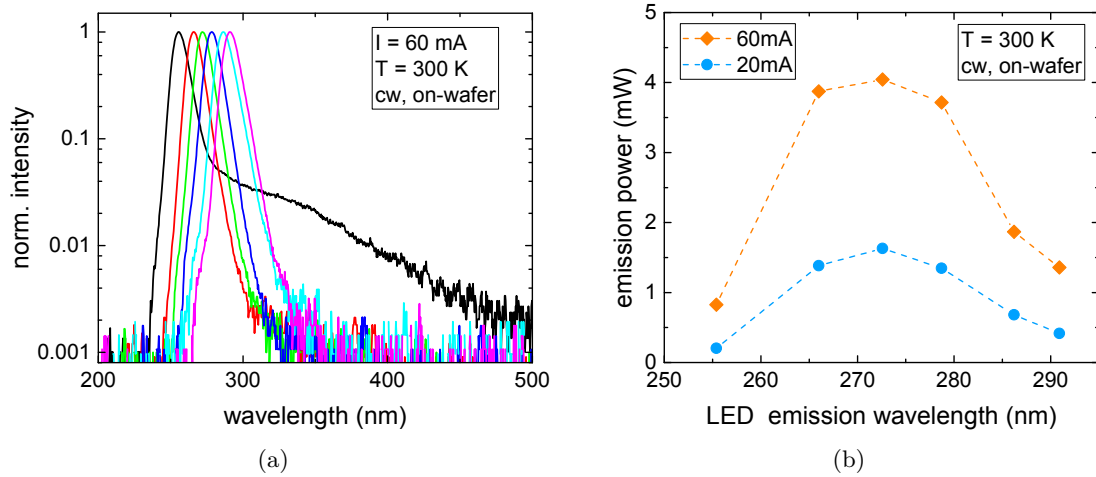 1
0.1
0.01
0.001
norm. intensity
I = 60 mA
T = 300 K
cw, on-wafer
200 300 400 500
wavelength (nm)
(a)
5
4
3
2
1
0
emission power (mW)
60mA
20mA
T = 300 K
cw, on-wafer
250 260 270 280 290
LED emission wavelength (nm)
(b)